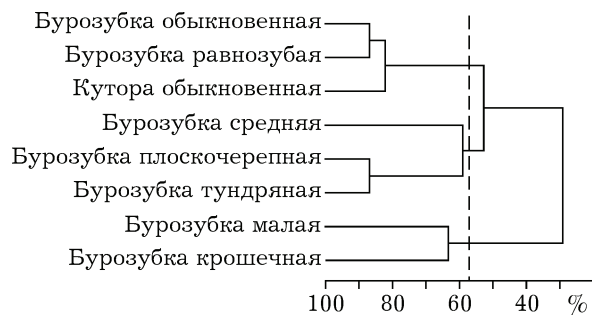 Бурозубка обыкновенная
Бурозубка равнозубая
Кутора обыкновенная
Бурозубка средняя
Бурозубка плоскочерепная
Бурозубка тундряная
Бурозубка малая
Бурозубка крошечная
100 80 60 40 %